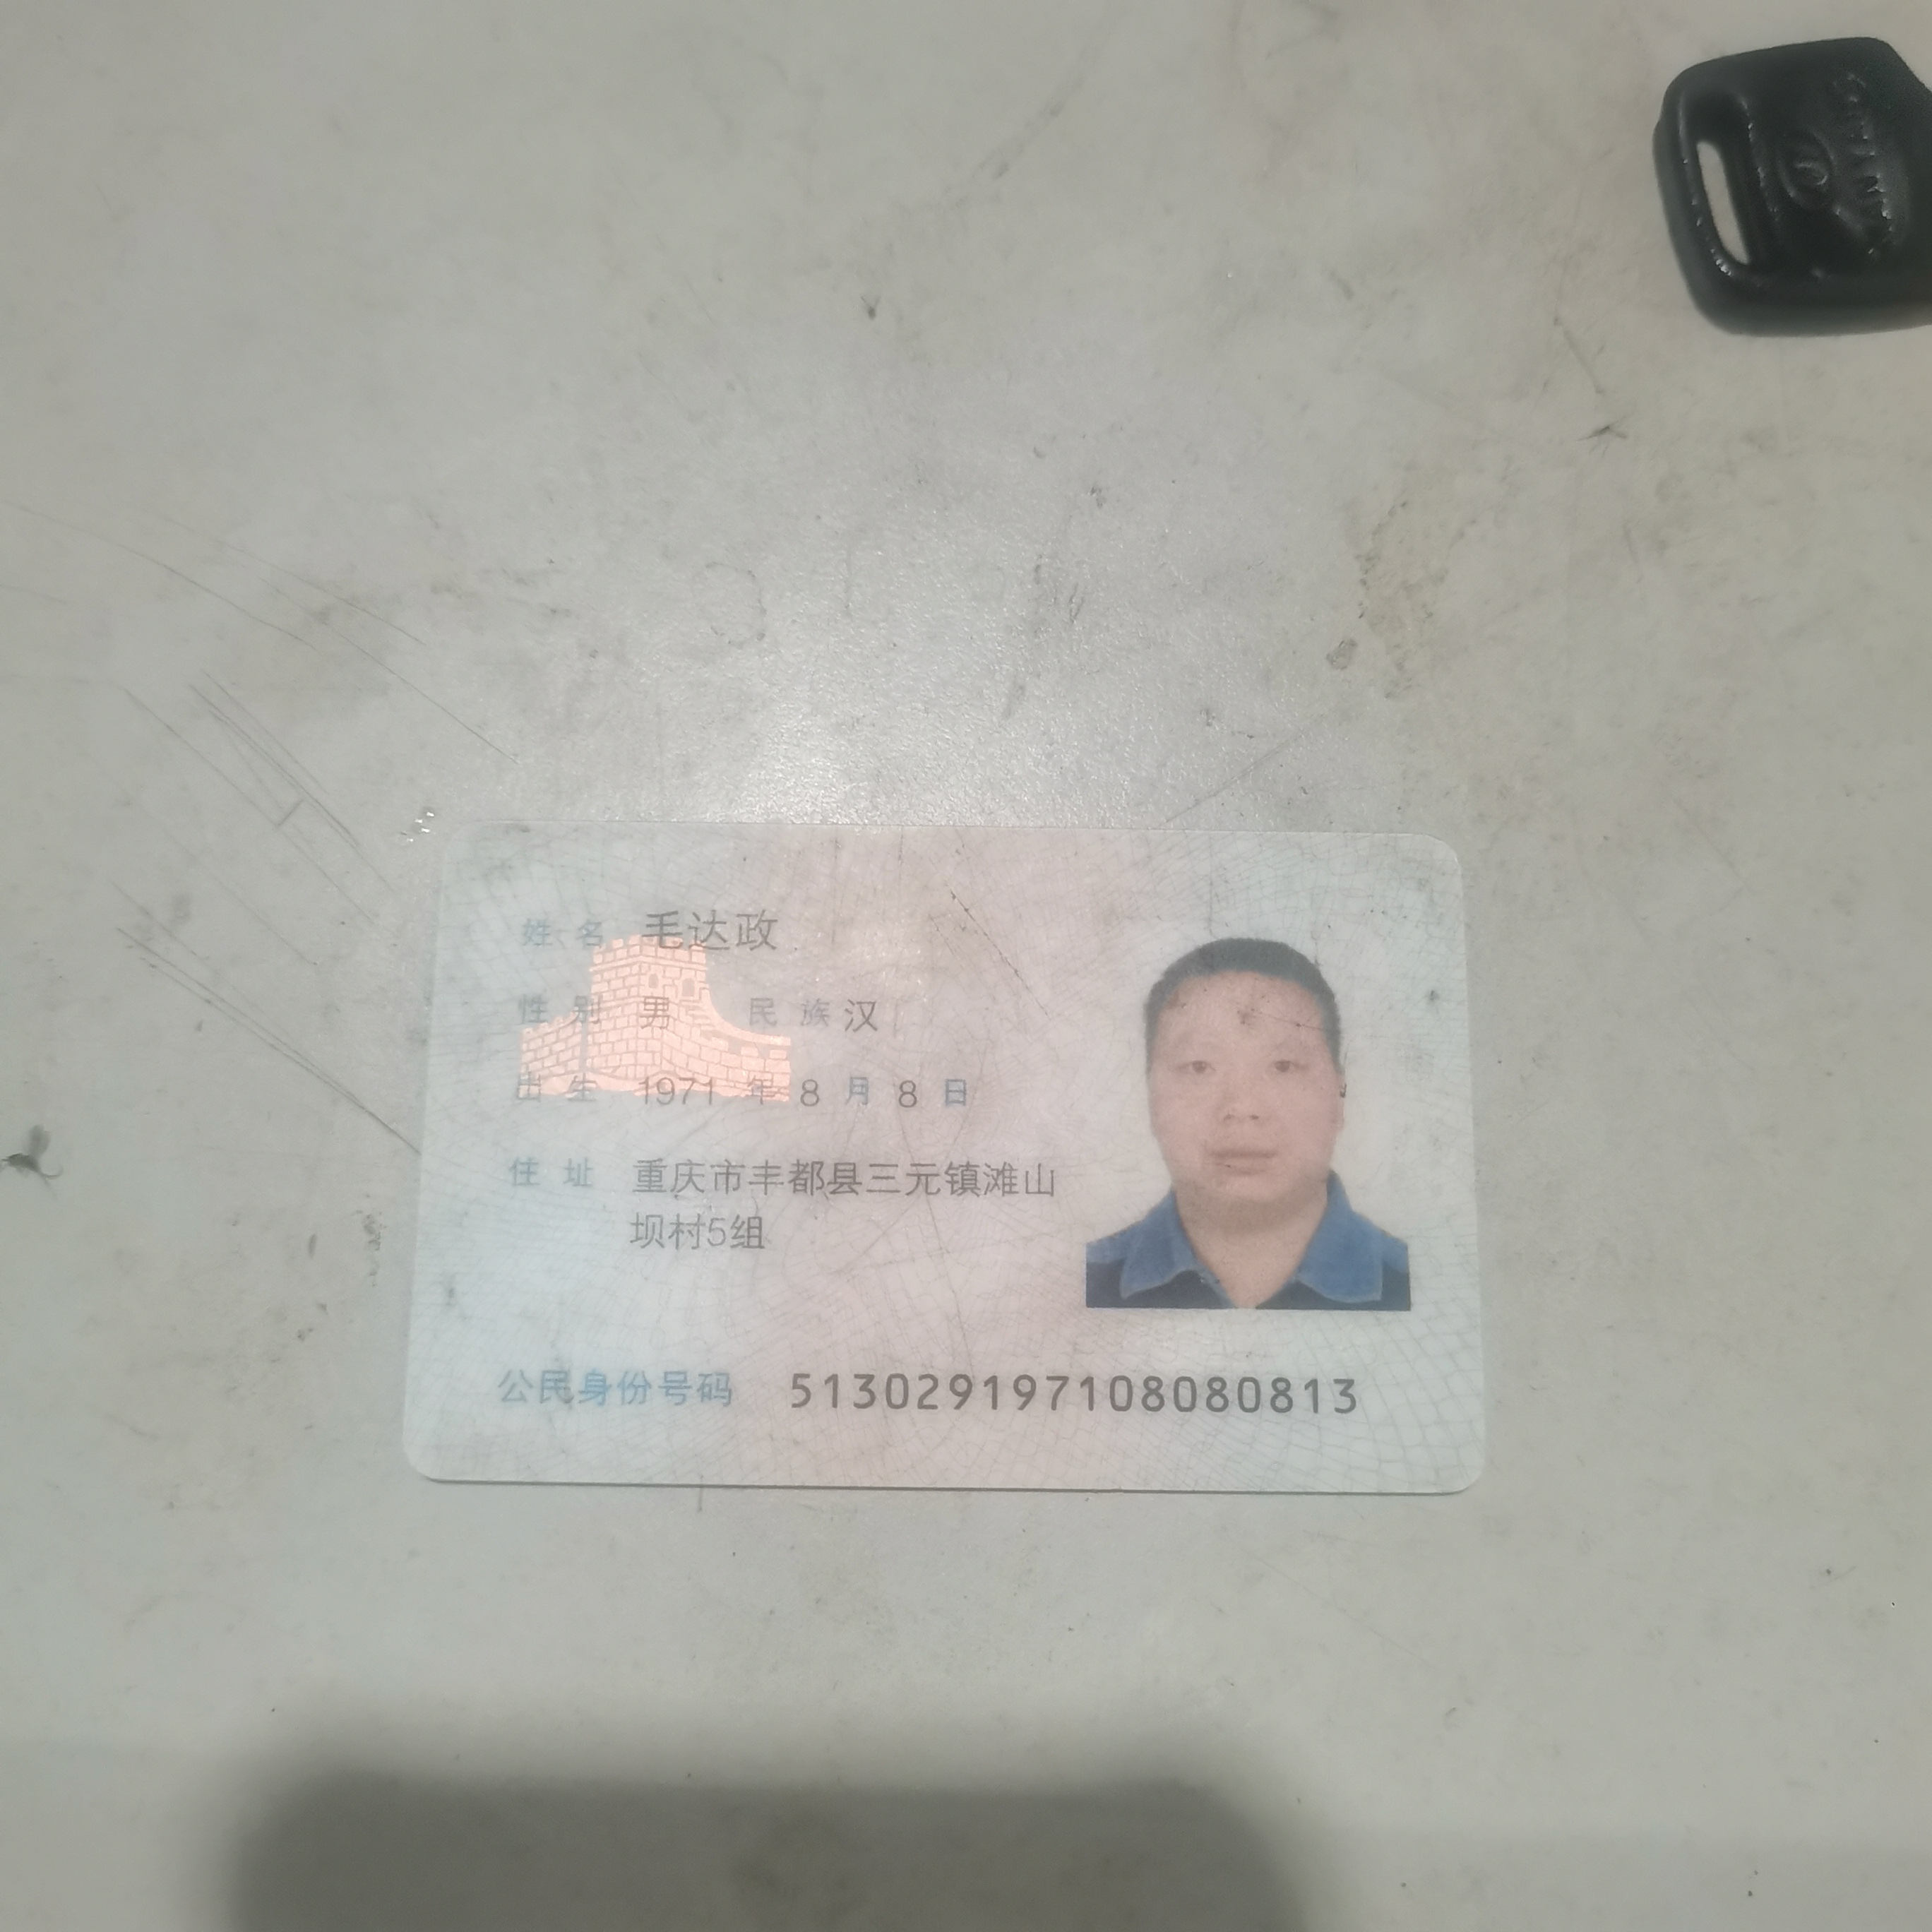 姓名 毛达政
性别 男 民族 汉
出生 1971 年 8 月 8 日
住址 重庆市丰都县三元镇滩山
坝村5组
公民身份号码 513029197108080813